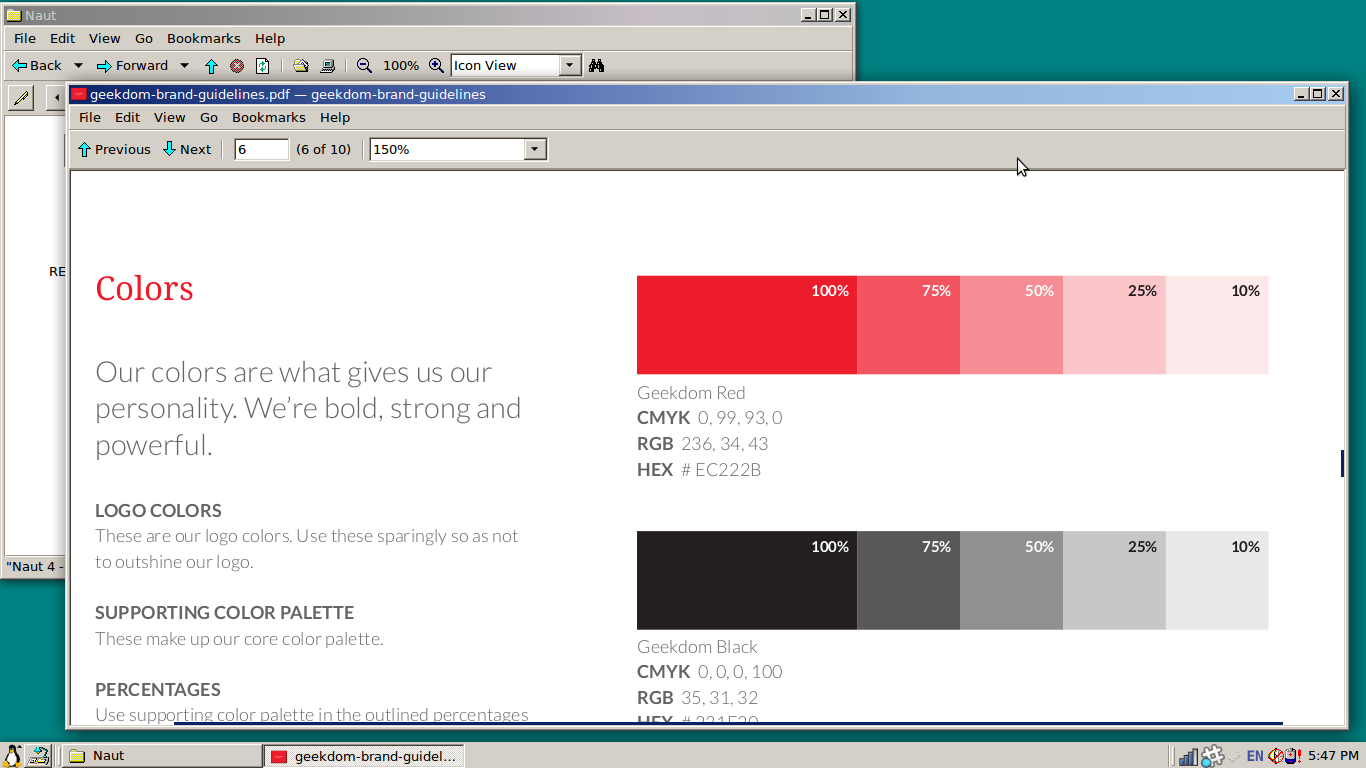 Naut
File Edit View Go Bookmarks Help
Back Forward 100% Icon View
geekdom-brand-guidelines.pdf — geekdom-brand-guidelines
File Edit View Go Bookmarks Help
Previous Next 6 (6 of 10) 150%
RE
"Naut 4 -
Colors
Our colors are what gives us our
personality. We’re bold, strong and
powerful.
LOGO COLORS
These are our logo colors. Use these sparingly so as not
to outshine our logo.
SUPPORTING COLOR PALETTE
These make up our core color palette.
PERCENTAGES
Use supporting color palette in the outlined percentages
100% 75% 50% 25% 10%
Geekdom Red
CMYK 0, 99, 93, 0
RGB 236, 34, 43
HEX # EC222B
100% 75% 50% 25% 10%
Geekdom Black
CMYK 0, 0, 0, 100
RGB 35, 31, 32
HEX # 231F20
Naut
geekdom-brand-guidel...
EN 5:47 PM